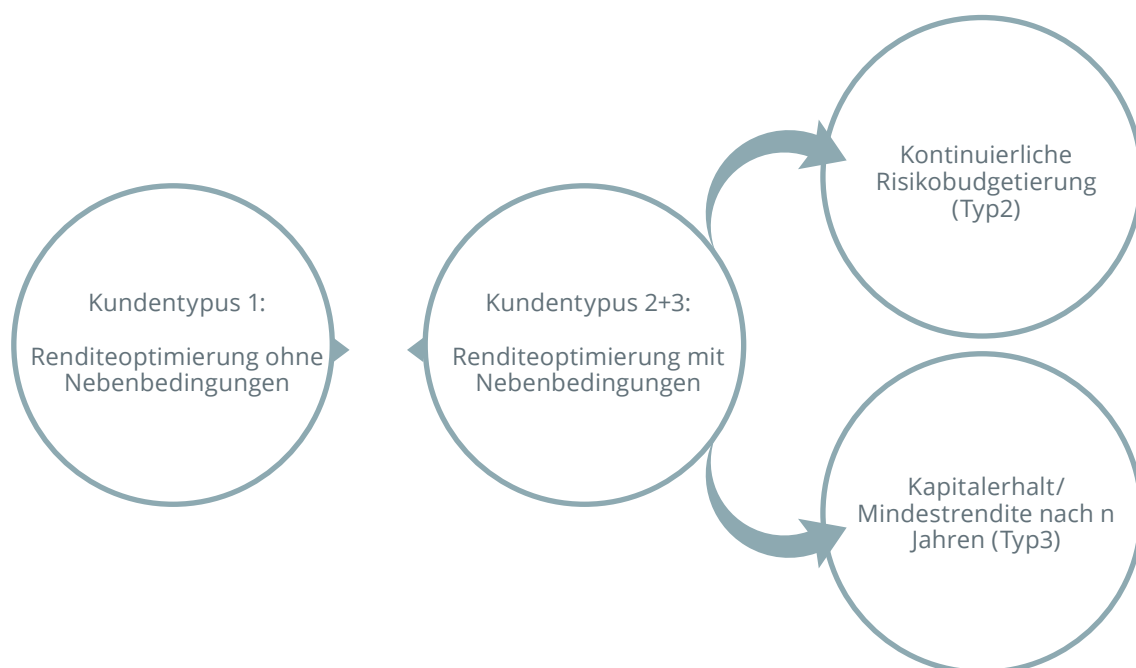 Kundentypus 1:
Renditeoptimierung ohne
Nebenbedingungen
Kundentypus 2+3:
Renditeoptimierung mit
Nebenbedingungen
Kontinuierliche
Risikobudgetierung
(Typ2)
Kapitalerhalt/
Mindestrendite nach n
Jahren (Typ3)